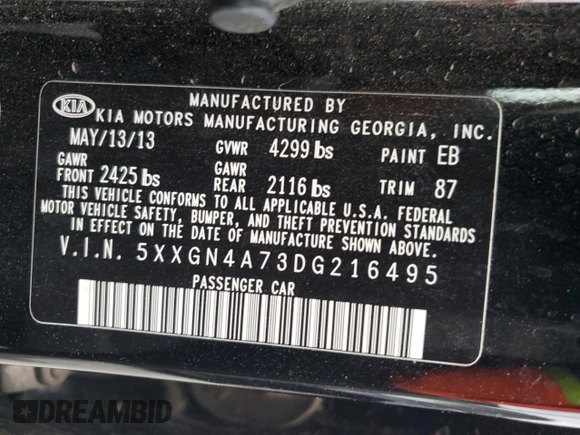 MANUFACTURED BY
KIA KIA MOTORS MANUFACTURING GEORGIA, INC.
MAY/13/13 GVWR 4299 lbs PAINT EB
GAWR FRONT 2425 lbs GAWR REAR 2116 lbs TRIM 87
THIS VEHICLE CONFORMS TO ALL APPLICABLE U.S.A. FEDERAL
MOTOR VEHICLE SAFETY, BUMPER, AND THEFT PREVENTION STANDARDS
IN EFFECT ON THE DATE OF MANUFACTURE SHOWN ABOVE.
V.I.N. 5XXGN4A73DG216495
PASSENGER CAR
DREAMBID